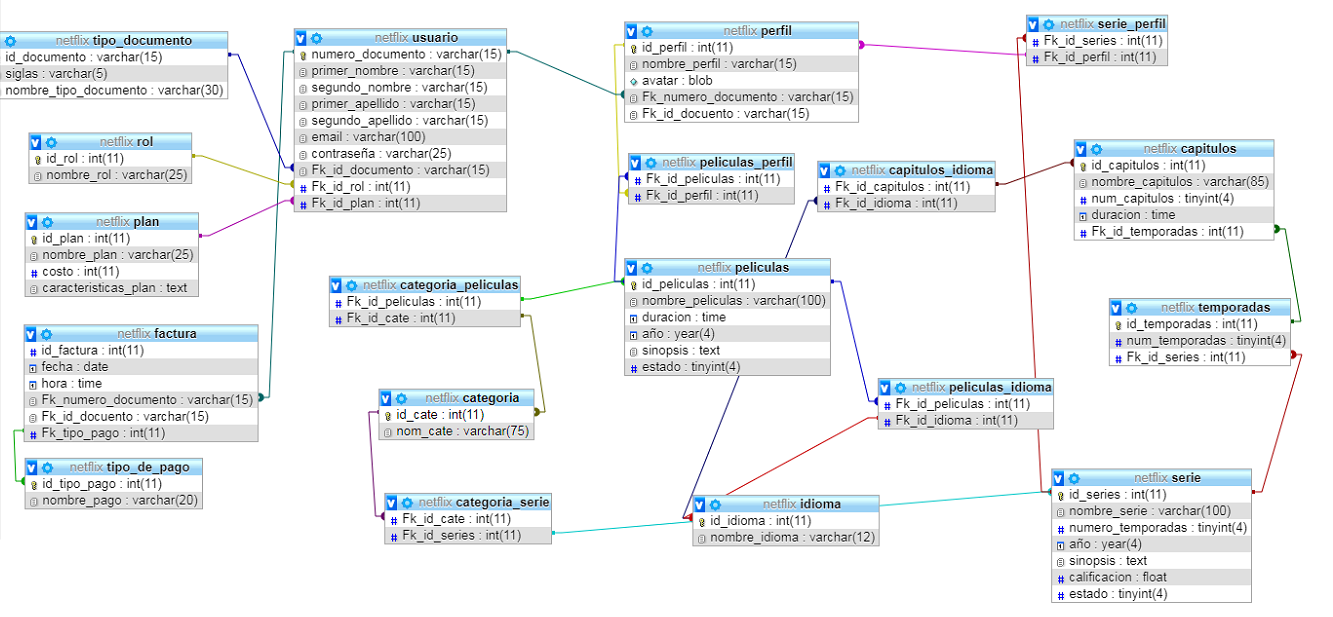 netflix tipo_documento
id_documento : varchar(15)
siglas : varchar(5)
nombre_tipo_documento : varchar(30)
netflix usuario
numero_documento : varchar(15)
primer_nombre : varchar(15)
segundo_nombre : varchar(15)
primer_apellido : varchar(15)
segundo_apellido : varchar(15)
email : varchar(100)
contraseña : varchar(25)
Fk_id_documento : varchar(15)
Fk_id_rol : int(11)
Fk_id_plan : int(11)
netflix perfil
id_perfil : int(11)
nombre_perfil : varchar(15)
avatar : blob
Fk_numero_documento : varchar(15)
Fk_id_docuento : varchar(15)
netflix serie_perfil
Fk_id_series : int(11)
Fk_id_perfil : int(11)
netflix rol
id_rol : int(11)
nombre_rol : varchar(25)
netflix peliculas_perfil
Fk_id_peliculas : int(11)
Fk_id_perfil : int(11)
netflix capitulos_idioma
Fk_id_capitulos : int(11)
Fk_id_idioma : int(11)
netflix capitulos
id_capitulos : int(11)
nombre_capitulos : varchar(85)
num_capitulos : tinyint(4)
duracion : time
Fk_id_temporadas : int(11)
netflix plan
id_plan : int(11)
nombre_plan : varchar(25)
costo : int(11)
caracteristicas_plan : text
netflix categoria_peliculas
Fk_id_peliculas : int(11)
Fk_id_cate : int(11)
netflix peliculas
id_peliculas : int(11)
nombre_peliculas : varchar(100)
duracion : time
año : year(4)
sinopsis : text
estado : tinyint(4)
netflix temporadas
id_temporadas : int(11)
num_temporadas : tinyint(4)
Fk_id_series : int(11)
netflix factura
id_factura : int(11)
fecha : date
hora : time
Fk_numero_documento : varchar(15)
Fk_id_docuento : varchar(15)
Fk_tipo_pago : int(11)
netflix categoria
id_cate : int(11)
nom_cate : varchar(75)
netflix peliculas_idioma
Fk_id_peliculas : int(11)
Fk_id_idioma : int(11)
netflix tipo_de_pago
id_tipo_pago : int(11)
nombre_pago : varchar(20)
netflix categoria_serie
Fk_id_cate : int(11)
Fk_id_series : int(11)
netflix idioma
id_idioma : int(11)
nombre_idioma : varchar(12)
netflix serie
id_series : int(11)
nombre_serie : varchar(100)
numero_temporadas : tinyint(4)
año : year(4)
sinopsis : text
calificacion : float
estado : tinyint(4)